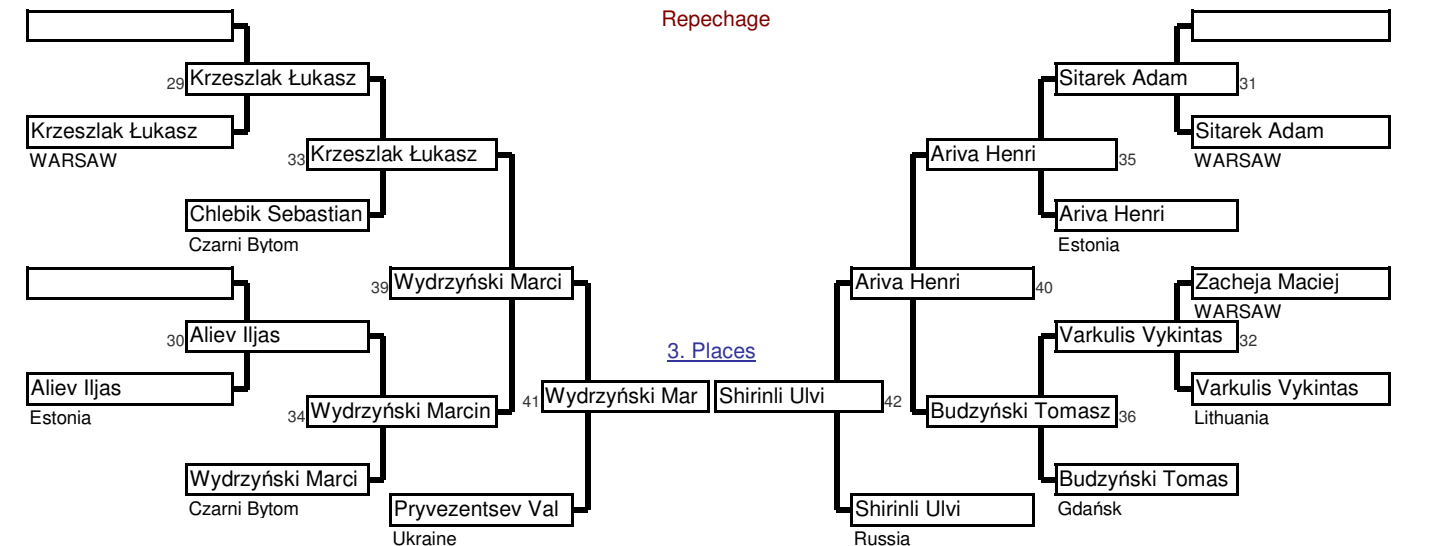 Repechage
29 Krzeszlak Łukasz
Krzeszlak Łukasz
WARSAW
33 Krzeszlak Łukasz
Chlebik Sebastian
Czarni Bytom
39 Wydrzyński Marci
30 Aliev Iljas
Aliev Iljas
Estonia
34 Wydrzyński Marcin
Wydrzyński Marci
Czarni Bytom
41 Wydrzyński Mar
Pryvezentsev Val
Ukraine
3. Places
Sitarek Adam 31
Sitarek Adam
WARSAW
Ariva Henri 35
Ariva Henri
Estonia
Ariva Henri 40
Zacheja Maciej
WARSAW
Varkulis Vykintas 32
Varkulis Vykintas
Lithuania
Shirinli Ulvi 42
Budzyński Tomasz 36
Budzyński Tomas
Gdańsk
Shirinli Ulvi
Russia